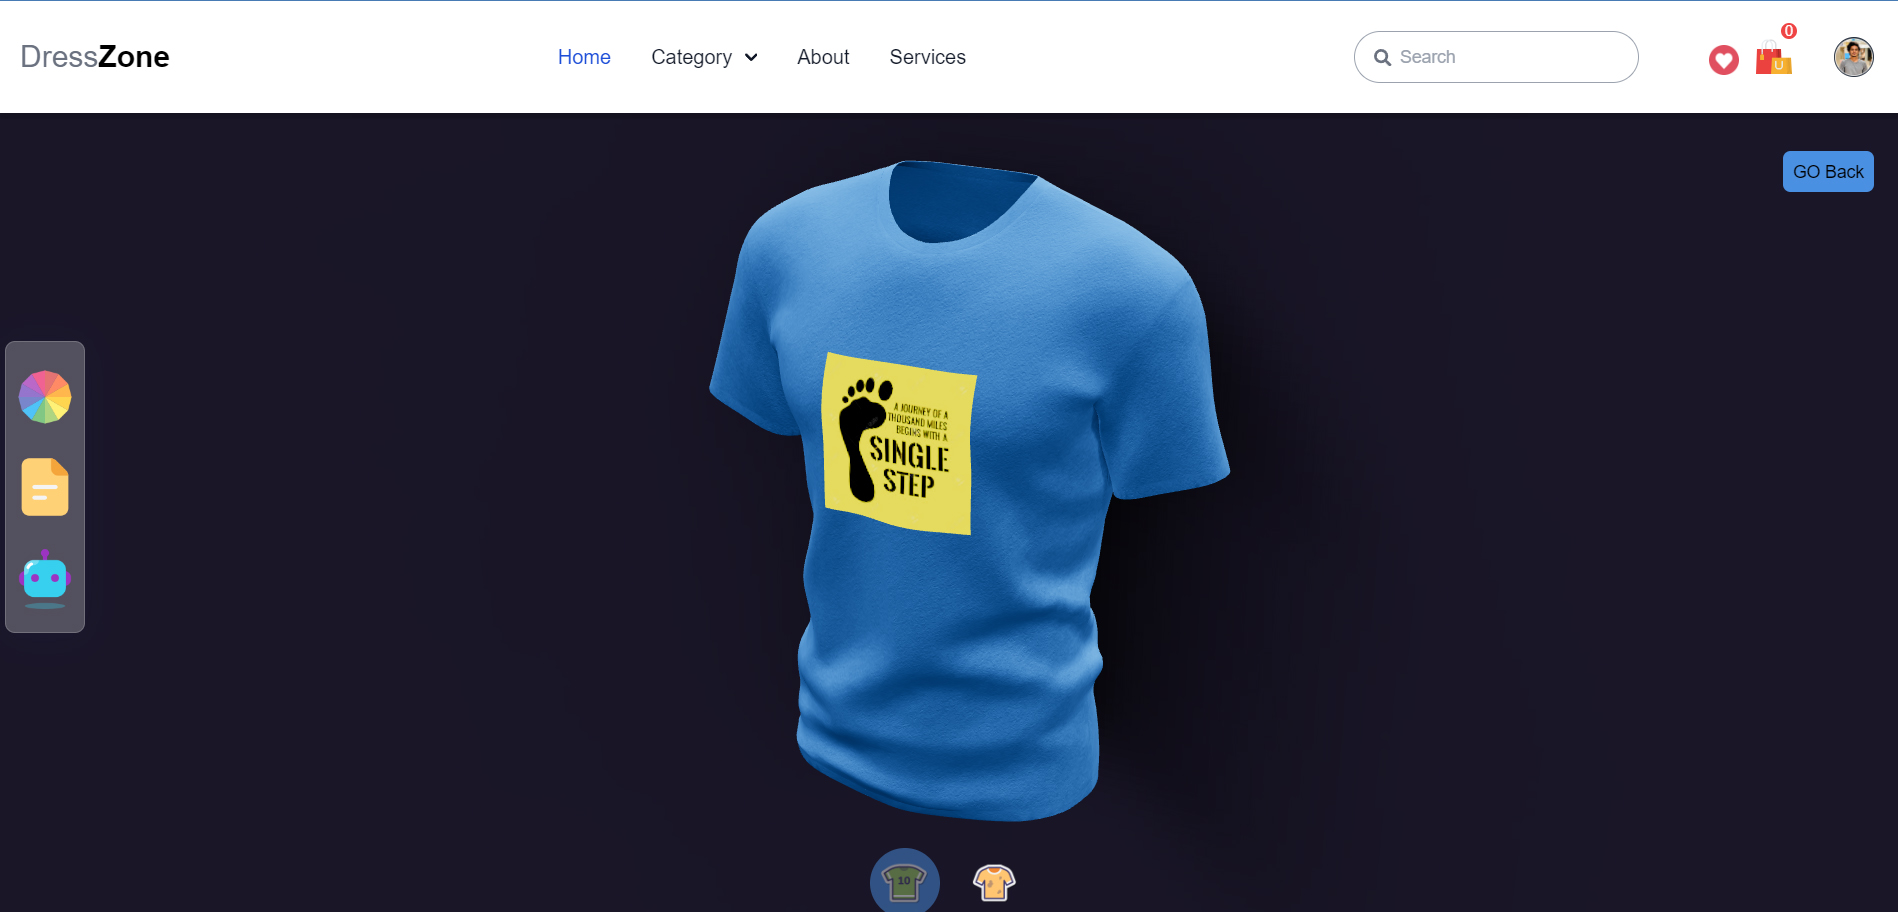 DressZone
Home
Category
About
Services
Search
0
U
GO Back
A JOURNEY OF A
THOUSAND MILES
BEGINS WITH A
SINGLE
STEP
10